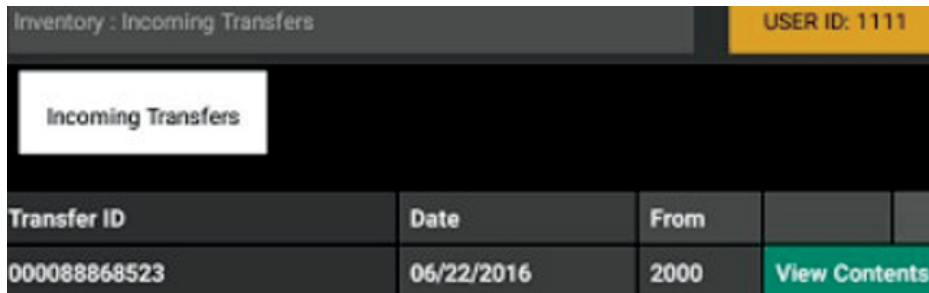 Inventory : Incoming Transfers USER ID: 1111
Incoming Transfers
Transfer ID Date From
000088868523 06/22/2016 2000 View Contents